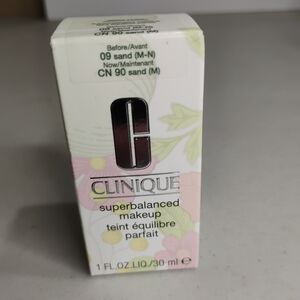 Before/Avant
09 sand (M-N)
Now/Maintenant
CN 90 sand (M)
CLINIQUE
superbalanced
makeup
teint équilibre
parfait
1 FL.OZ.LIQ./30 ml e